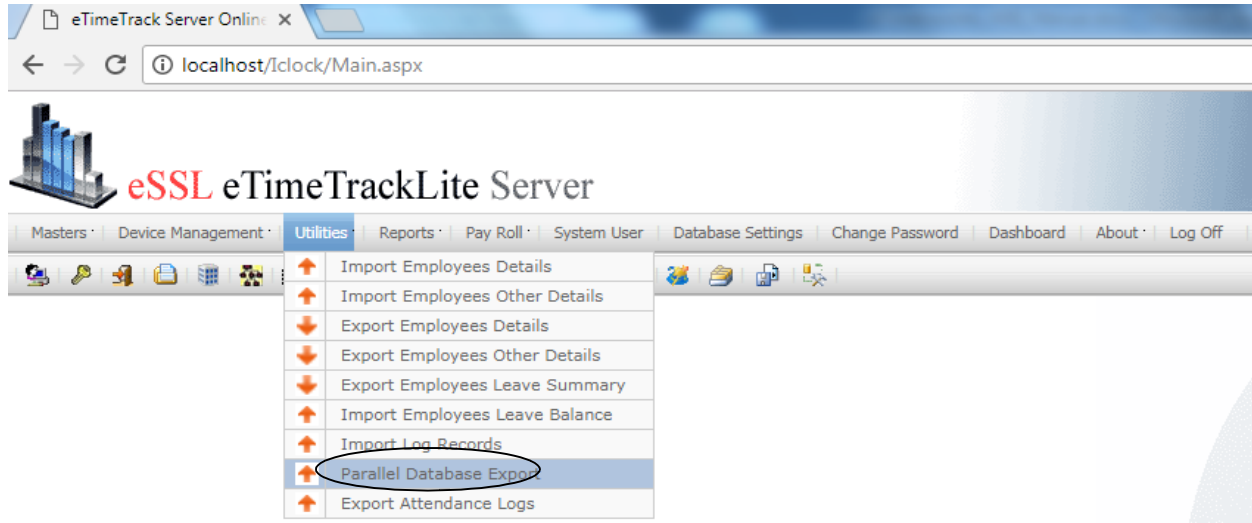 eTimeTrack Server Online
localhost/Iclock/Main.aspx
eSSL eTimeTrackLite Server
Masters Device Management Utilities Reports Pay Roll System User Database Settings Change Password Dashboard About Log Off
Import Employees Details
Import Employees Other Details
Export Employees Details
Export Employees Other Details
Export Employees Leave Summary
Import Employees Leave Balance
Import Log Records
Parallel Database Export
Export Attendance Logs